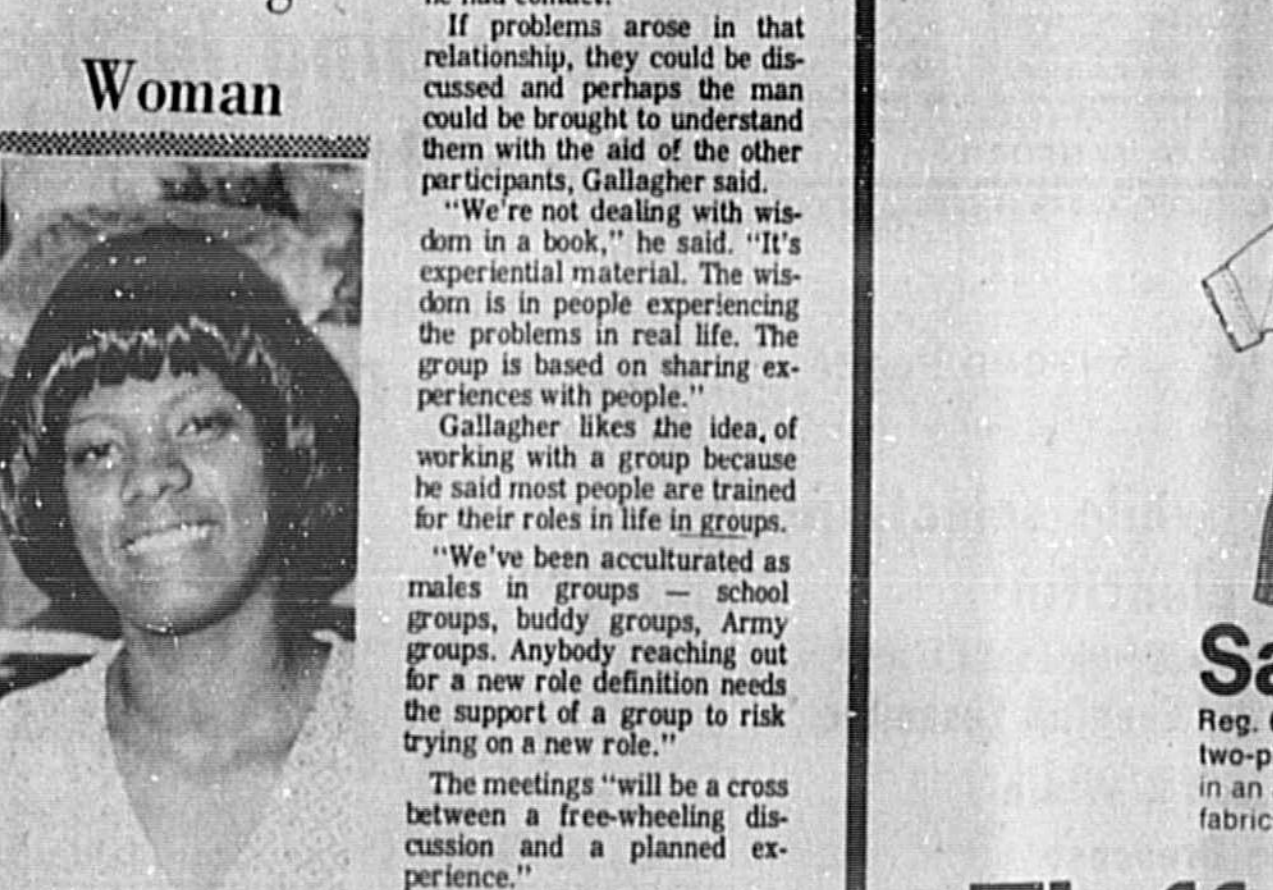 Woman
If problems arose in that
relationship, they could be dis-
cussed and perhaps the man
could be brought to understand
them with the aid of the other
participants, Gallagher said.
"We're not dealing with wis-
dom in a book," he said. "It's
experiential material. The wis-
dom is in people experiencing
the problems in real life. The
group is based on sharing ex-
periences with people."
Gallagher likes the idea of
working with a group because
he said most people are trained
for their roles in life in groups.
"We've been acculturated as
males in groups — school
groups, buddy groups, Army
groups. Anybody reaching out
for a new role definition needs
the support of a group to risk
trying on a new role."
The meetings "will be a cross
between a free-wheeling dis-
cussion and a planned ex-
perience."
Sa
Reg.
two-p
in an
fabric